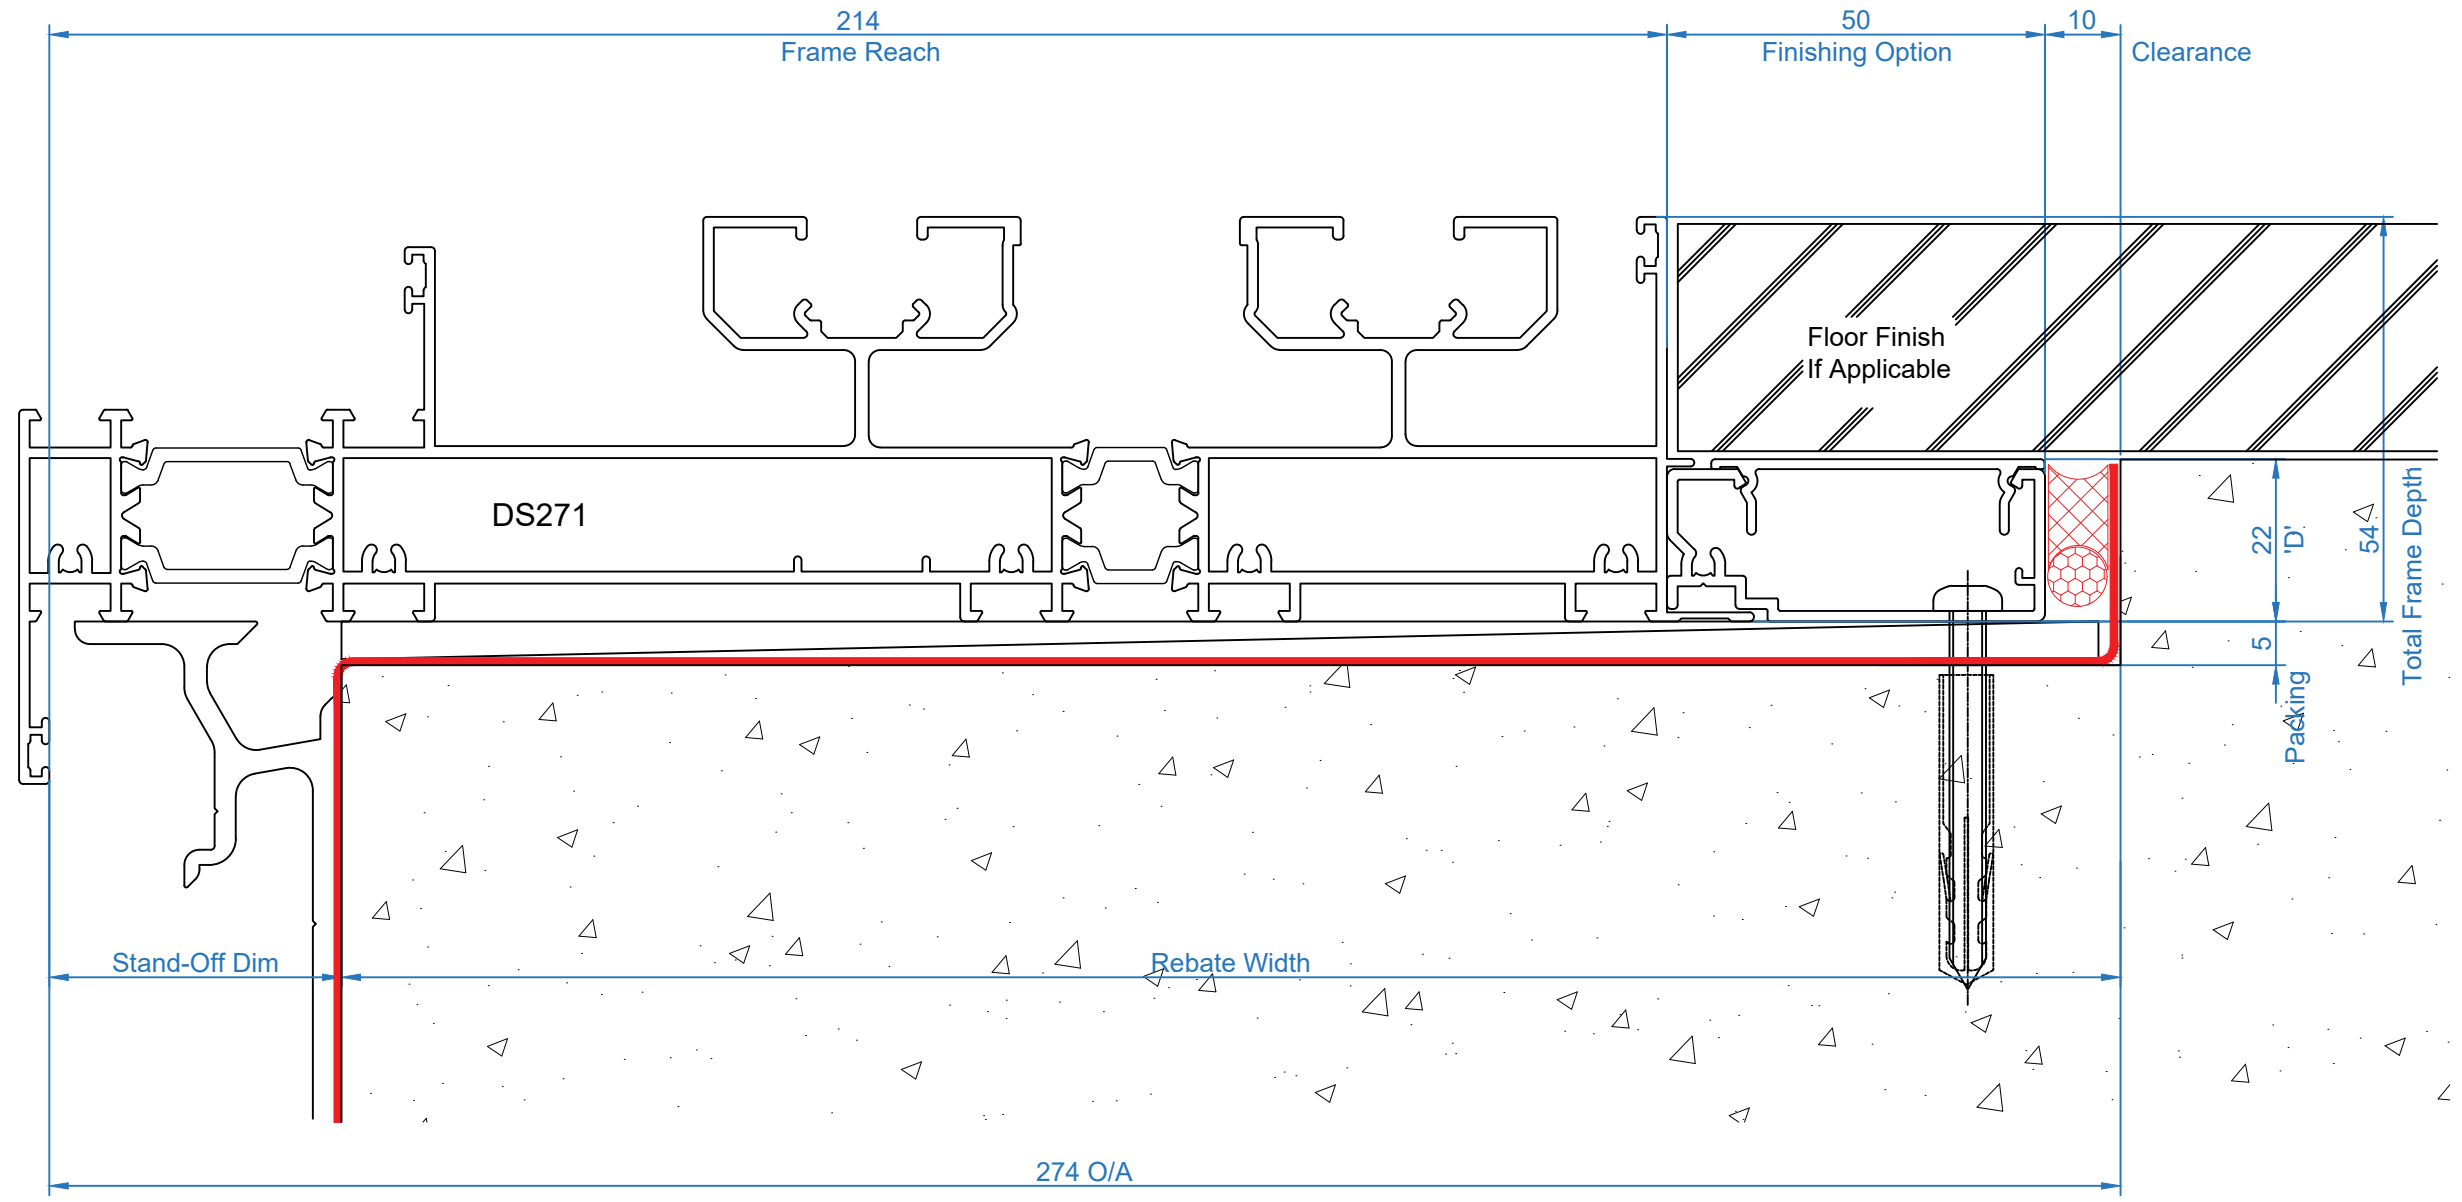 214
Frame Reach
50
Finishing Option
10
Clearance
Floor Finish
If Applicable
DS271
22
'D'
54
Total Frame Depth
5
Packing
Stand-Off Dim
Rebate Width
274 O/A